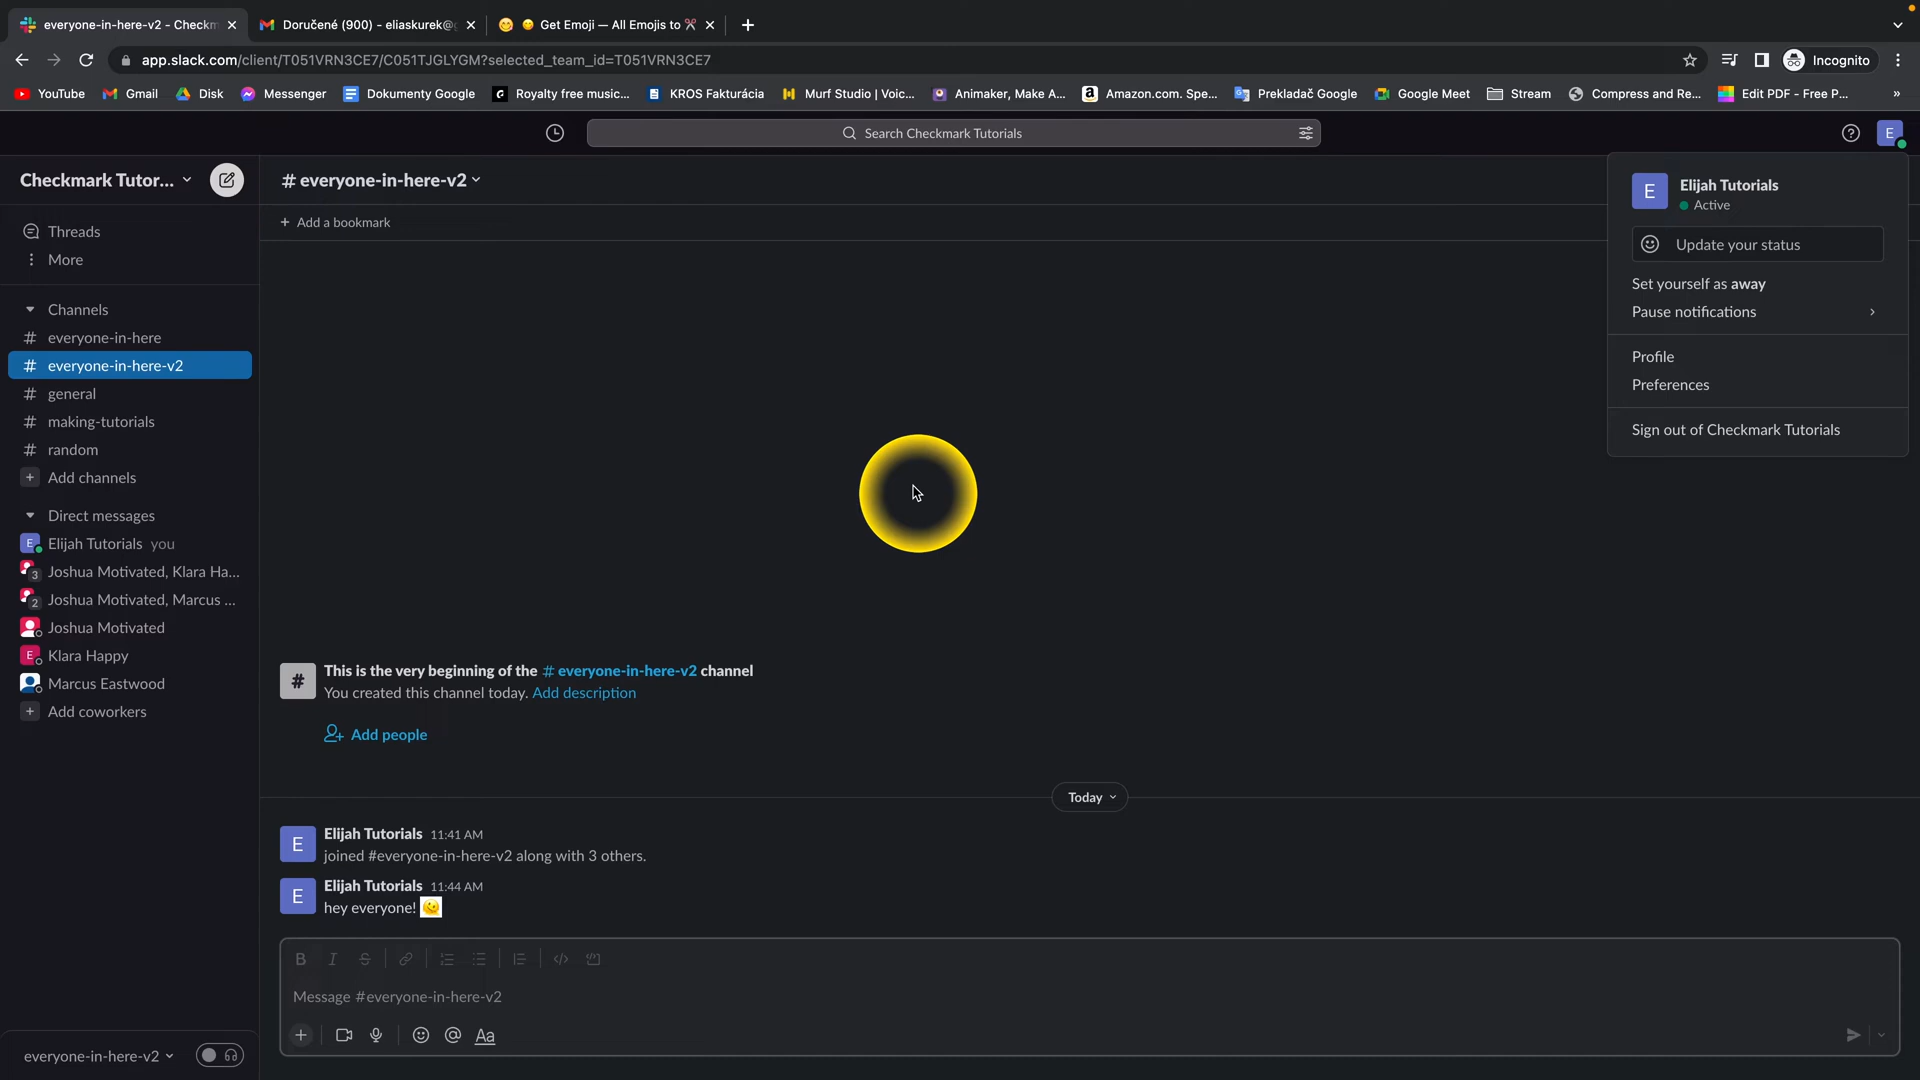 everyone-in-here-v2 - Checkm
Doručené (900) - eliaskurek@g
Get Emoji — All Emojis to ✂️
app.slack.com/client/T051VRN3CE7/C051TJGLYGM?selected_team_id=T051VRN3CE7
Incognito
YouTube
Gmail
Disk
Messenger
Dokumenty Google
Royalty free music...
KROS Fakturácia
Murf Studio | Voic...
Animaker, Make A...
Amazon.com. Spe...
Prekladač Google
Google Meet
Stream
Compress and Re...
Edit PDF - Free P...
»
Search Checkmark Tutorials
E
Checkmark Tutor...
# everyone-in-here-v2
+ Add a bookmark
Threads
More
Channels
# everyone-in-here
# everyone-in-here-v2
# general
# making-tutorials
# random
+ Add channels
Direct messages
E Elijah Tutorials you
3 Joshua Motivated, Klara Ha...
2 Joshua Motivated, Marcus ...
Joshua Motivated
E Klara Happy
Marcus Eastwood
+ Add coworkers
everyone-in-here-v2
E Elijah Tutorials
Active
Update your status
Set yourself as away
Pause notifications
Profile
Preferences
Sign out of Checkmark Tutorials
# This is the very beginning of the # everyone-in-here-v2 channel
You created this channel today. Add description
Add people
Today
E Elijah Tutorials 11:41 AM
joined #everyone-in-here-v2 along with 3 others.
E Elijah Tutorials 11:44 AM
hey everyone!
B I S
Message #everyone-in-here-v2
+ @ Aa